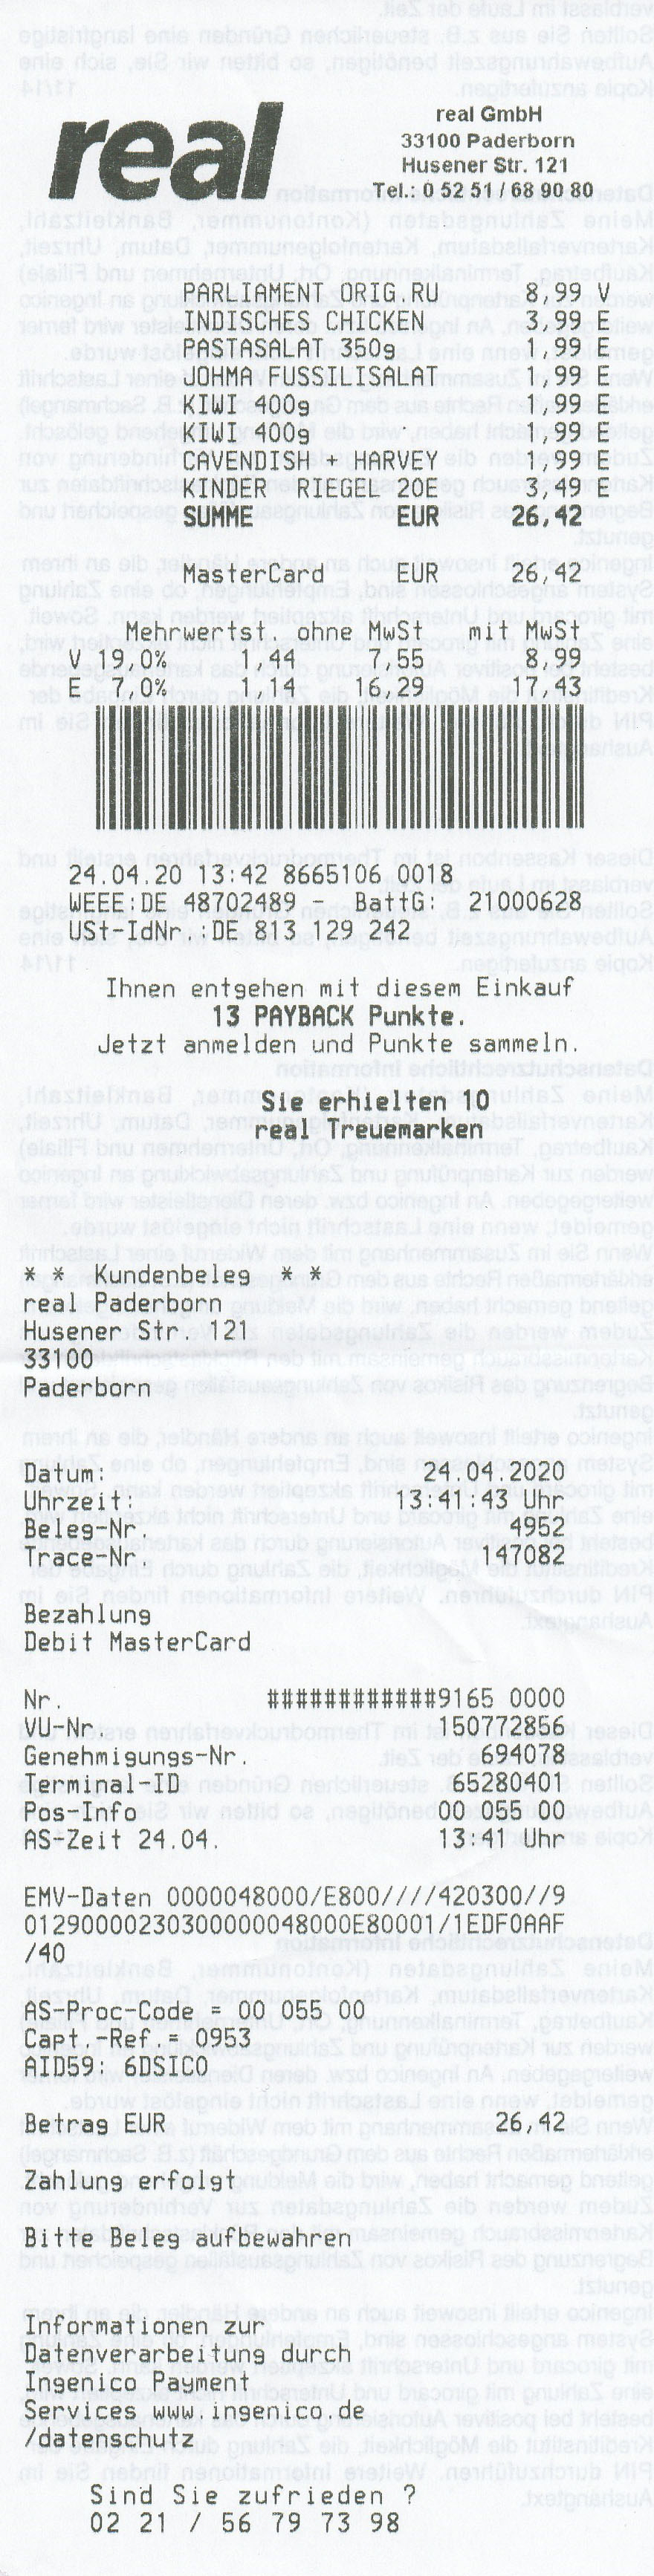 real
real GmbH
33100 Paderborn
Husener Str. 121
Tel.: 0 52 51 / 68 90 80
PARLIAMENT ORIG.RU 8,99 V
INDISCHES CHICKEN 3,99 E
PASTASALAT 350g 1,99 E
JOHMA FUSSILISALAT 1,99 E
KIWI 400g 1,99 E
KIWI 400g 1,99 E
CAVENDISH + HARVEY 1,99 E
KINDER RIEGEL 20E 3,49 E
SUMME EUR 26,42
MasterCard EUR 26,42
Mehrwertst. ohne MwSt mit MwSt
V 19,0% 1,44 7,55 8,99
E 7,0% 1,14 16,29 17,43
24.04.20 13:42 8665106 0018
WEEE:DE 48702489 - BattG: 21000628
USt-IdNr.:DE 813 129 242
Ihnen entgehen mit diesem Einkauf
13 PAYBACK Punkte.
Jetzt anmelden und Punkte sammeln.
Sie erhielten 10
real Treuemarken
* * Kundenbeleg * *
real Paderborn
Husener Str. 121
33100
Paderborn
Datum: 24.04.2020
Uhrzeit: 13:41:43 Uhr
Beleg-Nr. 4952
Trace-Nr. 147082
Bezahlung
Debit MasterCard
Nr. ############9165 0000
VU-Nr. 150772856
Genehmigungs-Nr. 694078
Terminal-ID 65280401
Pos-Info 00 055 00
AS-Zeit 24.04. 13:41 Uhr
EMV-Daten 0000048000/E800////420300//9
01290000230300000048000E80001/1EDF0AAF
/40
AS-Proc-Code = 00 055 00
Capt.-Ref.= 0953
AID59: 6DSICO
Betrag EUR 26,42
Zahlung erfolgt
Bitte Beleg aufbewahren
Informationen zur
Datenverarbeitung durch
Ingenico Payment
Services www.ingenico.de
/datenschutz
Sind Sie zufrieden ?
02 21 / 56 79 73 98